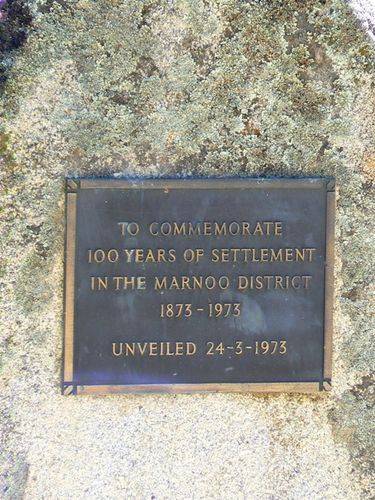 TO COMMEMORATE
100 YEARS OF SETTLEMENT
IN THE MARNOO DISTRICT
1873-1973
UNVEILED 24-3-1973